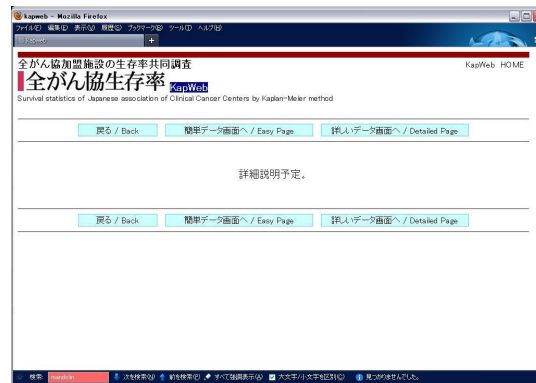 kapweb - Mozilla Firefox
ファイル(F) 編集(E) 表示(V) 履歴(S) ブックマーク(B) ツール(T) ヘルプ(H)
kapweb +
全がん協加盟施設の生存率共同調査 KapWeb HOME
全がん協生存率 KapWeb
Survival statistics of Japanese association of Clinical Cancer Centers by Kaplan-Meier method
戻る / Back 簡単データ画面へ / Easy Page 詳しいデータ画面へ / Detailed Page
詳細説明予定。
戻る / Back 簡単データ画面へ / Easy Page 詳しいデータ画面へ / Detailed Page
検索: mandelin 次を検索(N) 前を検索(P) すべて強調表示(A) 大文字/小文字を区別(C) 見つかりませんでした。